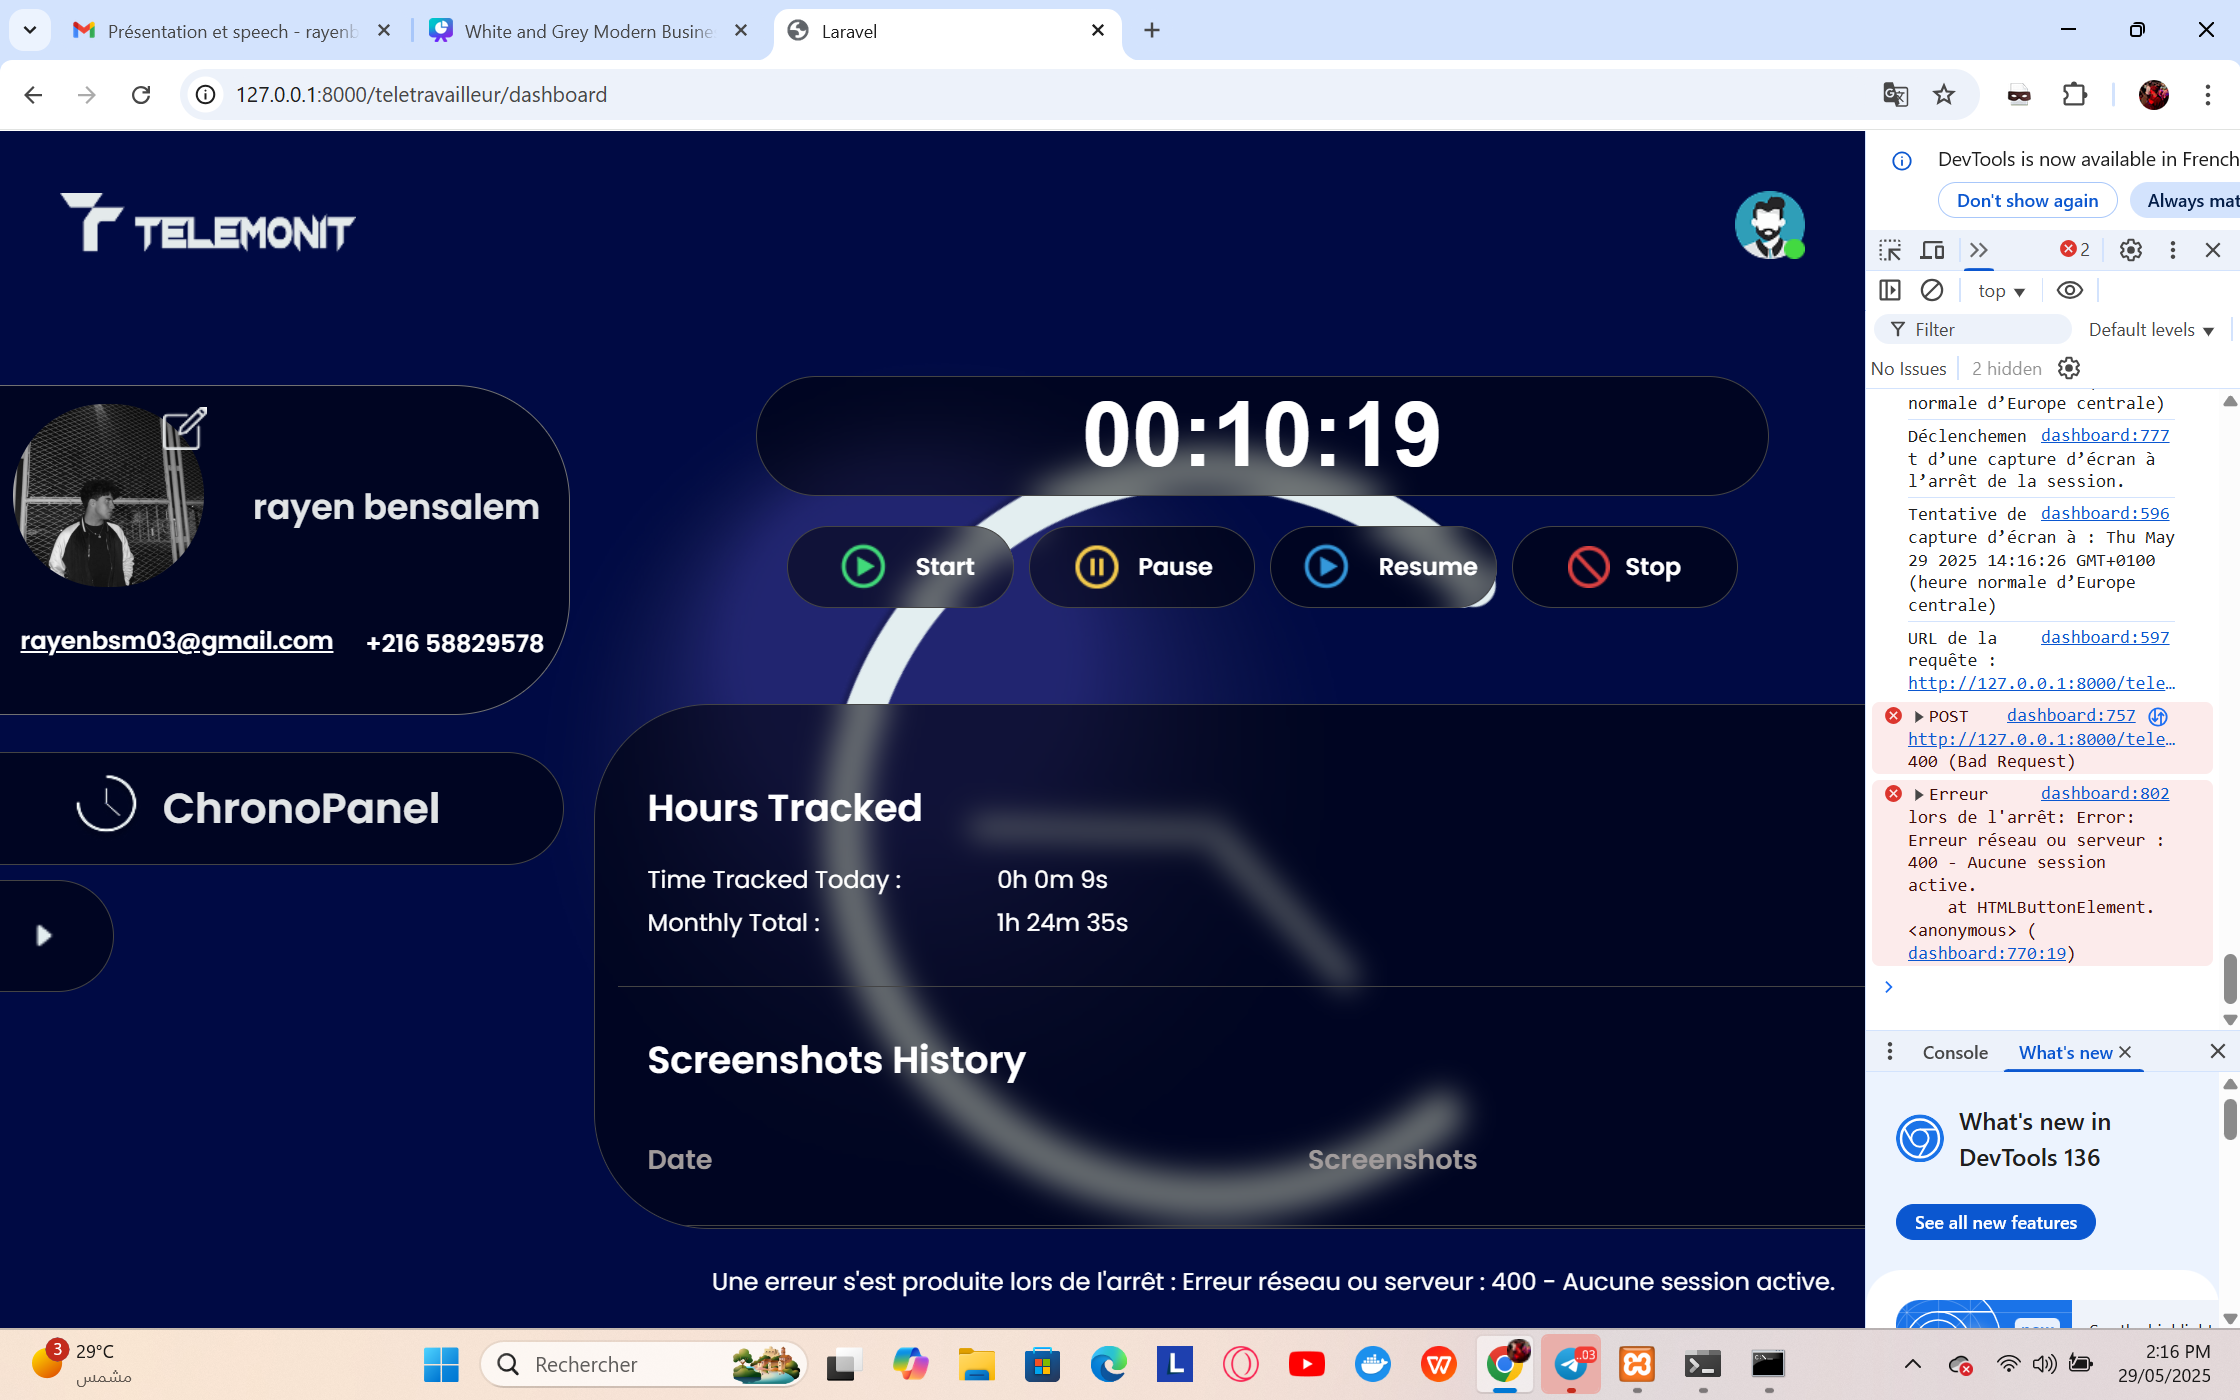 Présentation et speech - rayenb
White and Grey Modern Busine
Laravel
127.0.0.1:8000/teletravailleur/dashboard
TELEMONIT
rayen bensalem
rayenbsm03@gmail.com
+216 58829578
ChronoPanel
00:10:19
Start
Pause
Resume
Stop
Hours Tracked
Time Tracked Today :
0h 0m 9s
Monthly Total :
1h 24m 35s
Screenshots History
Date
Screenshots
Une erreur s'est produite lors de l'arrêt : Erreur réseau ou serveur : 400 - Aucune session active.
DevTools is now available in French
Don't show again
Always mat
2
top
Filter
Default levels
No Issues
2 hidden
normale d’Europe centrale)
Déclenchemen dashboard:777
t d’une capture d’écran à
l’arrêt de la session.
Tentative de dashboard:596
capture d’écran à : Thu May
29 2025 14:16:26 GMT+0100
(heure normale d’Europe
centrale)
URL de la dashboard:597
requête :
http://127.0.0.1:8000/tele…
POST dashboard:757
http://127.0.0.1:8000/tele…
400 (Bad Request)
Erreur dashboard:802
lors de l'arrêt: Error:
Erreur réseau ou serveur :
400 - Aucune session
active.
at HTMLButtonElement.
<anonymous> (
dashboard:770:19)
Console
What's new
What's new in
DevTools 136
See all new features
3
29°C
مشمس
Rechercher
L
..03
2:16 PM
29/05/2025